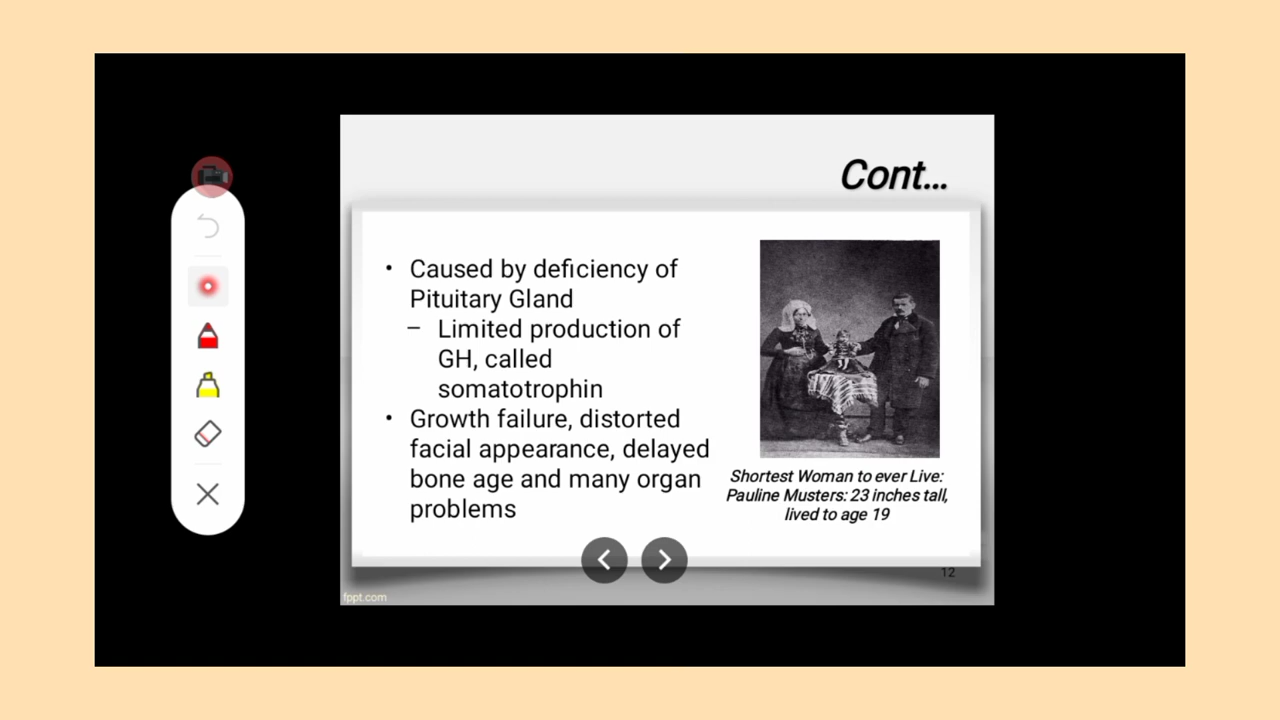 Cont...
• Caused by deficiency of
Pituitary Gland
– Limited production of
GH, called
somatotrophin
• Growth failure, distorted
facial appearance, delayed
bone age and many organ
problems
Shortest Woman to ever Live:
Pauline Musters: 23 inches tall,
lived to age 19
12
fppt.com